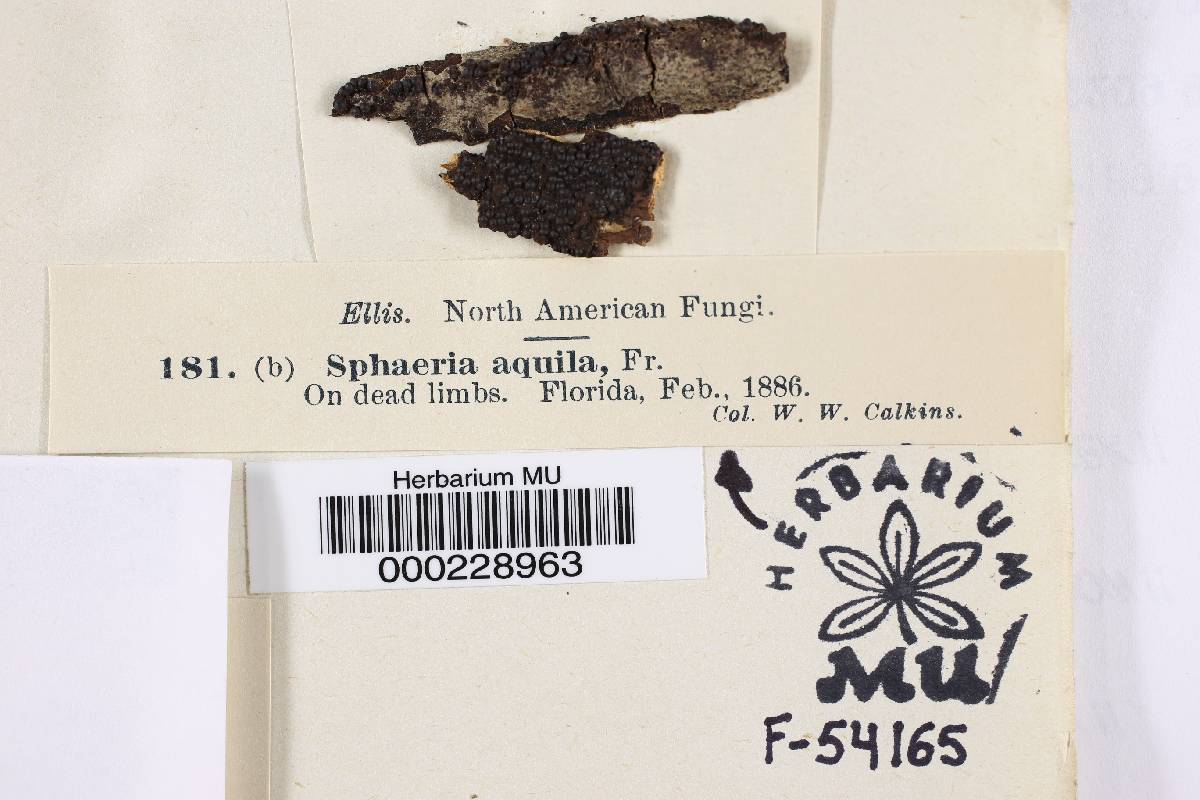 Ellis. North American Fungi.
181. (b) Sphaeria aquila, Fr.
On dead limbs. Florida, Feb., 1886.
Col. W. W. Calkins.
Herbarium MU
000228963
HERBARIUM
MU
F-54165